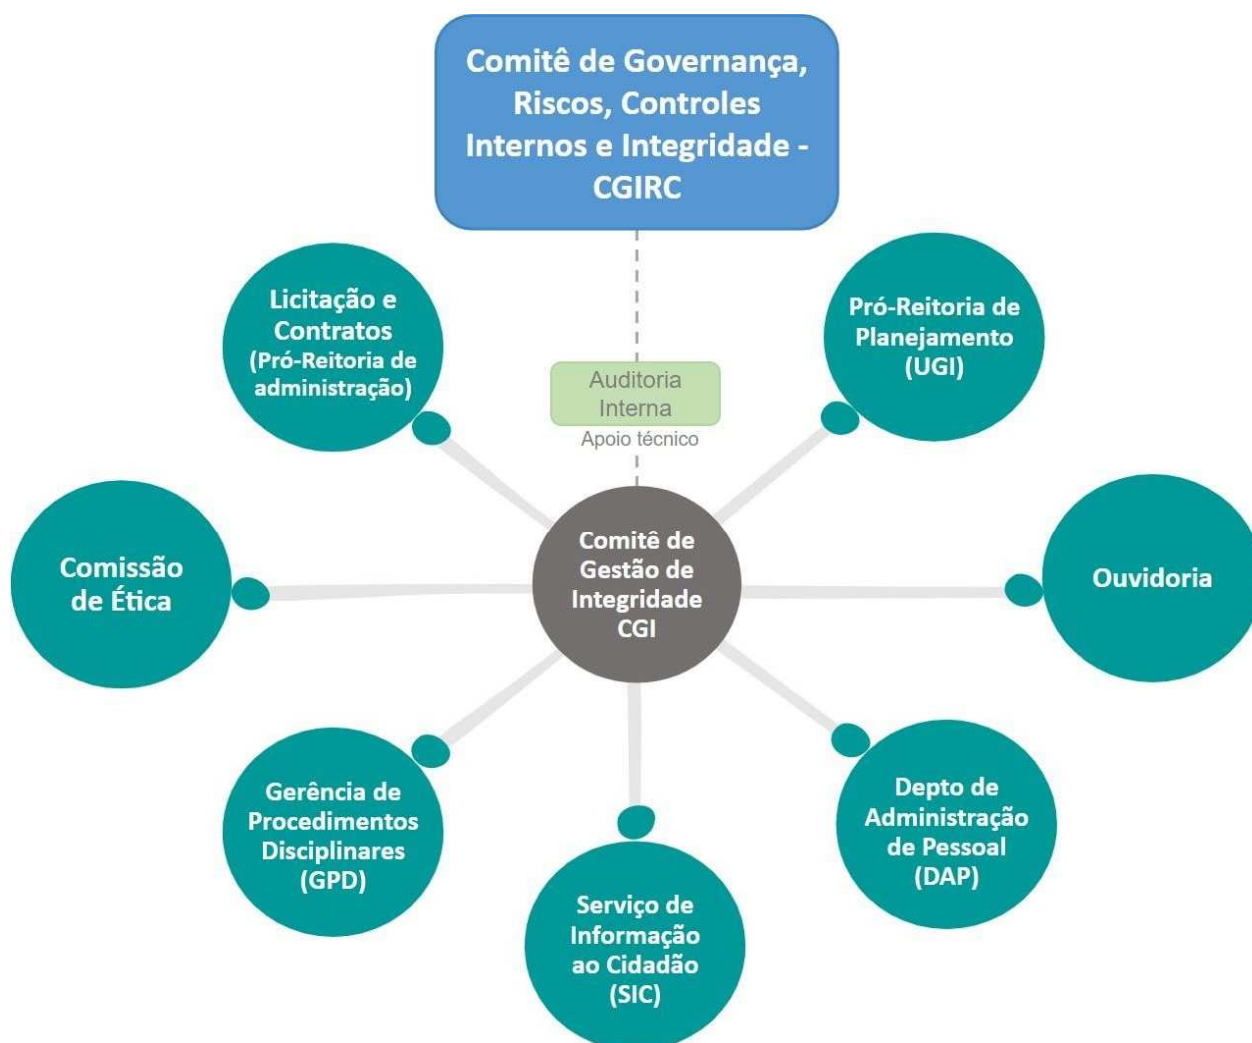 Comitê de Governança,
Riscos, Controles
Internos e Integridade -
CGIRC
Licitação e
Contratos
(Pró-Reitoria de
administração)
Pró-Reitoria de
Planejamento
(UGI)
Auditoria
Interna
Apoio técnico
Comissão
de Ética
Comitê de
Gestão de
Integridade
CGI
Ouvidoria
Gerência de
Procedimentos
Disciplinares
(GPD)
Serviço de
Informação
ao Cidadão
(SIC)
Depto de
Administração
de Pessoal
(DAP)